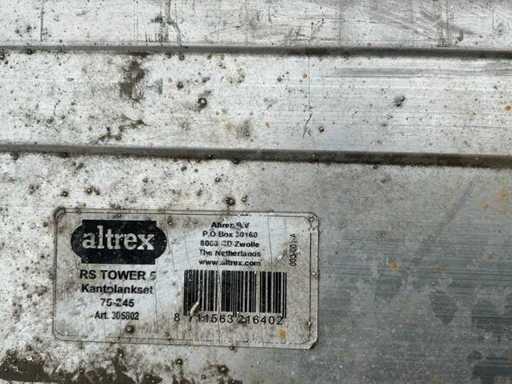 altrex
RS TOWER 5
Kantplankset
75-245
Art. 305802
Altrex B.V
P.O Box 30160
8003 CD Zwolle
The Netherlands
www.altrex.com
8 711563 216402